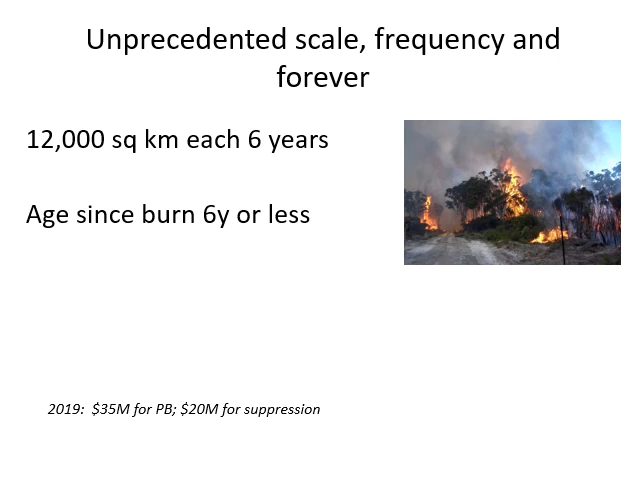 Unprecedented scale, frequency and
forever
12,000 sq km each 6 years
Age since burn 6y or less
2019:  $35M for PB; $20M for suppression